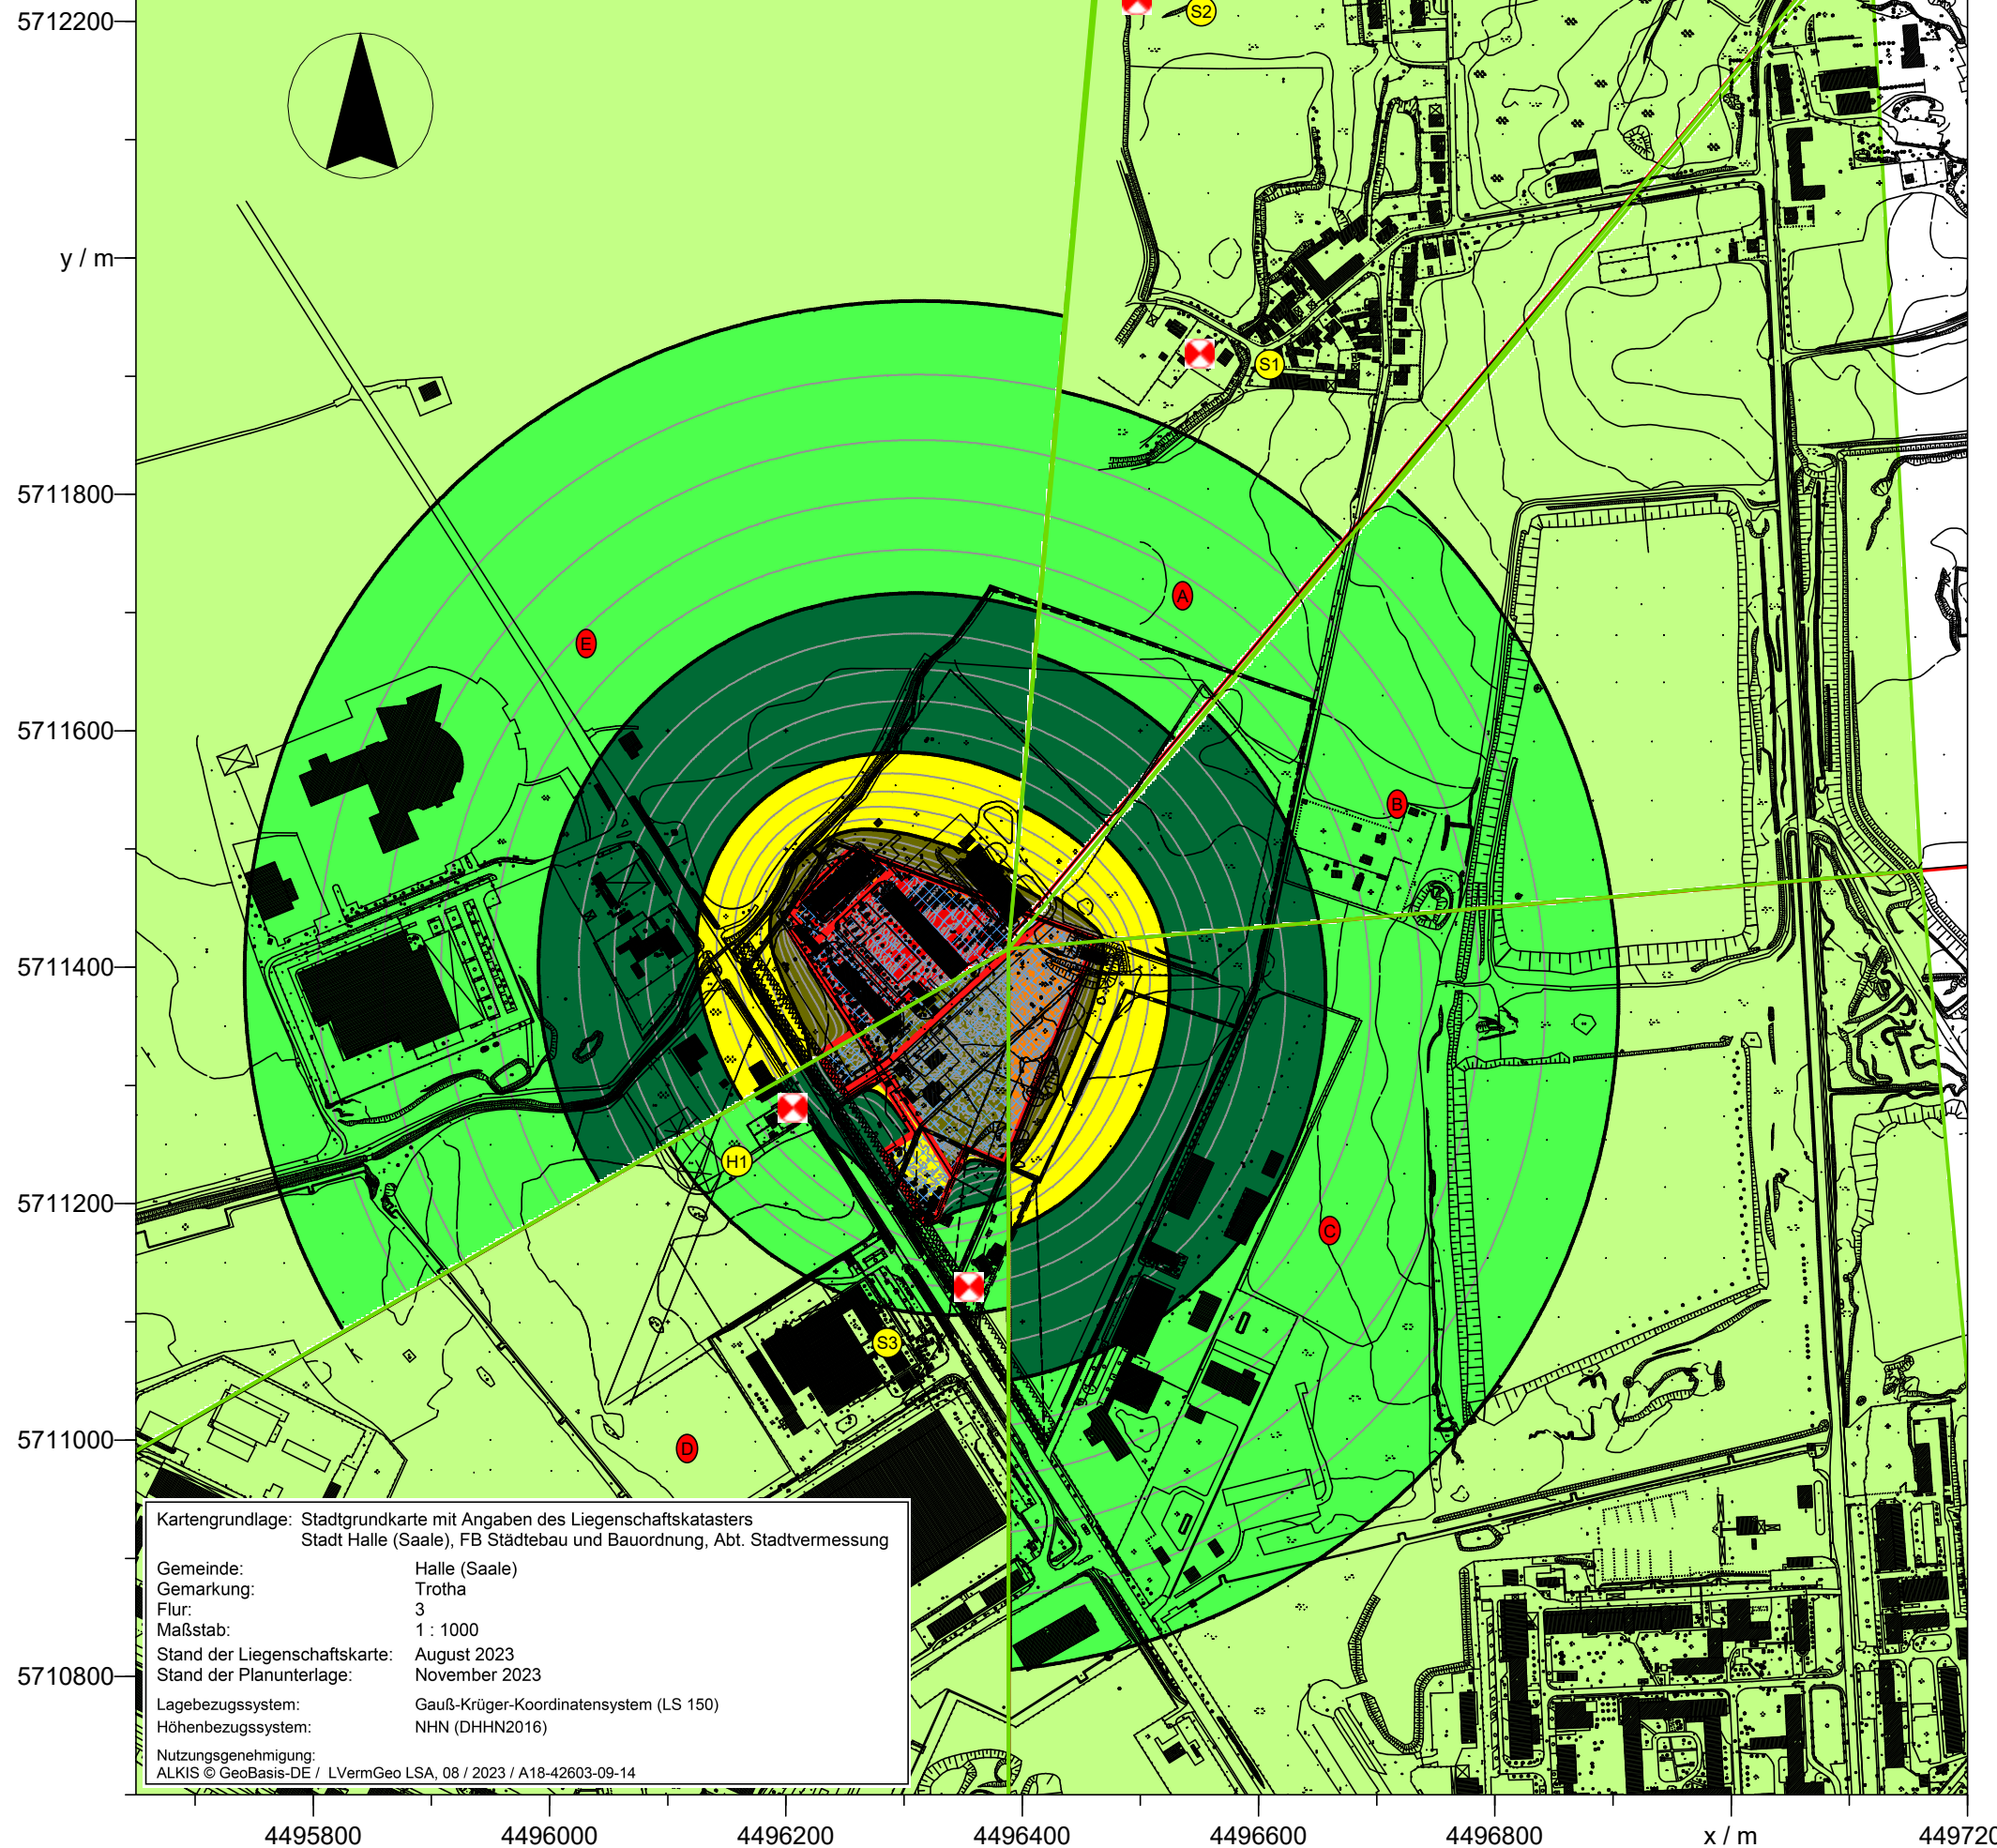 5712200
S2
y / m
S1
5711800
A
E
5711600
B
5711400
H1
5711200
C
S3
5711000
D
Kartengrundlage: Stadtgrundkarte mit Angaben des Liegenschaftskatasters
Stadt Halle (Saale), FB Städtebau und Bauordnung, Abt. Stadtvermessung
Gemeinde: Halle (Saale)
Gemarkung: Trotha
Flur: 3
Maßstab: 1 : 1000
Stand der Liegenschaftskarte: August 2023
Stand der Planunterlage: November 2023
Lagebezugssystem: Gauß-Krüger-Koordinatensystem (LS 150)
Höhenbezugssystem: NHN (DHHN2016)
Nutzungsgenehmigung:
ALKIS © GeoBasis-DE / LVermGeo LSA, 08 / 2023 / A18-42603-09-14
5710800
4495800 4496000 4496200 4496400 4496600 4496800 x / m 449720